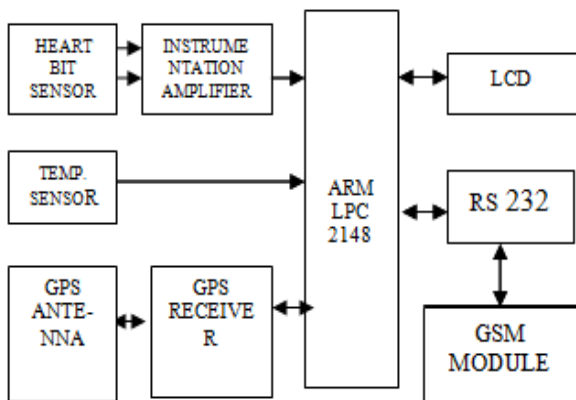 HEART
BIT
SENSOR
INSTRUME
NTATION
AMPLIFIER
LCD
TEMP.
SENSOR
ARM
LPC
2148
RS 232
GPS
ANTE-
NNA
GPS
RECEIVE
R
GSM
MODULE